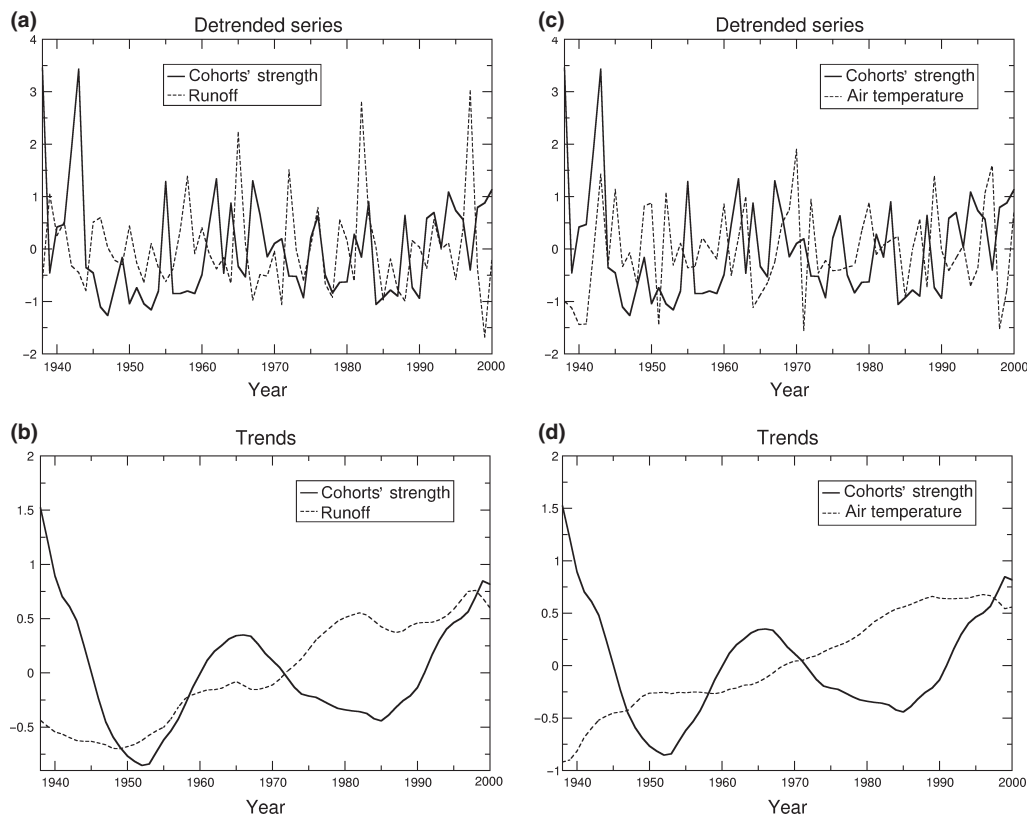 (a)
Detrended series
4
3
2
1
0
−1
−2
Cohorts' strength
Runoff
1940 1950 1960 1970 1980 1990 2000
Year
(c)
Detrended series
4
3
2
1
0
−1
−2
Cohorts' strength
Air temperature
1940 1950 1960 1970 1980 1990 2000
Year
(b)
Trends
2
1.5
1
0.5
0
−0.5
Cohorts' strength
Runoff
1940 1950 1960 1970 1980 1990 2000
Year
(d)
Trends
2
1.5
1
0.5
0
−0.5
−1
Cohorts' strength
Air temperature
1940 1950 1960 1970 1980 1990 2000
Year